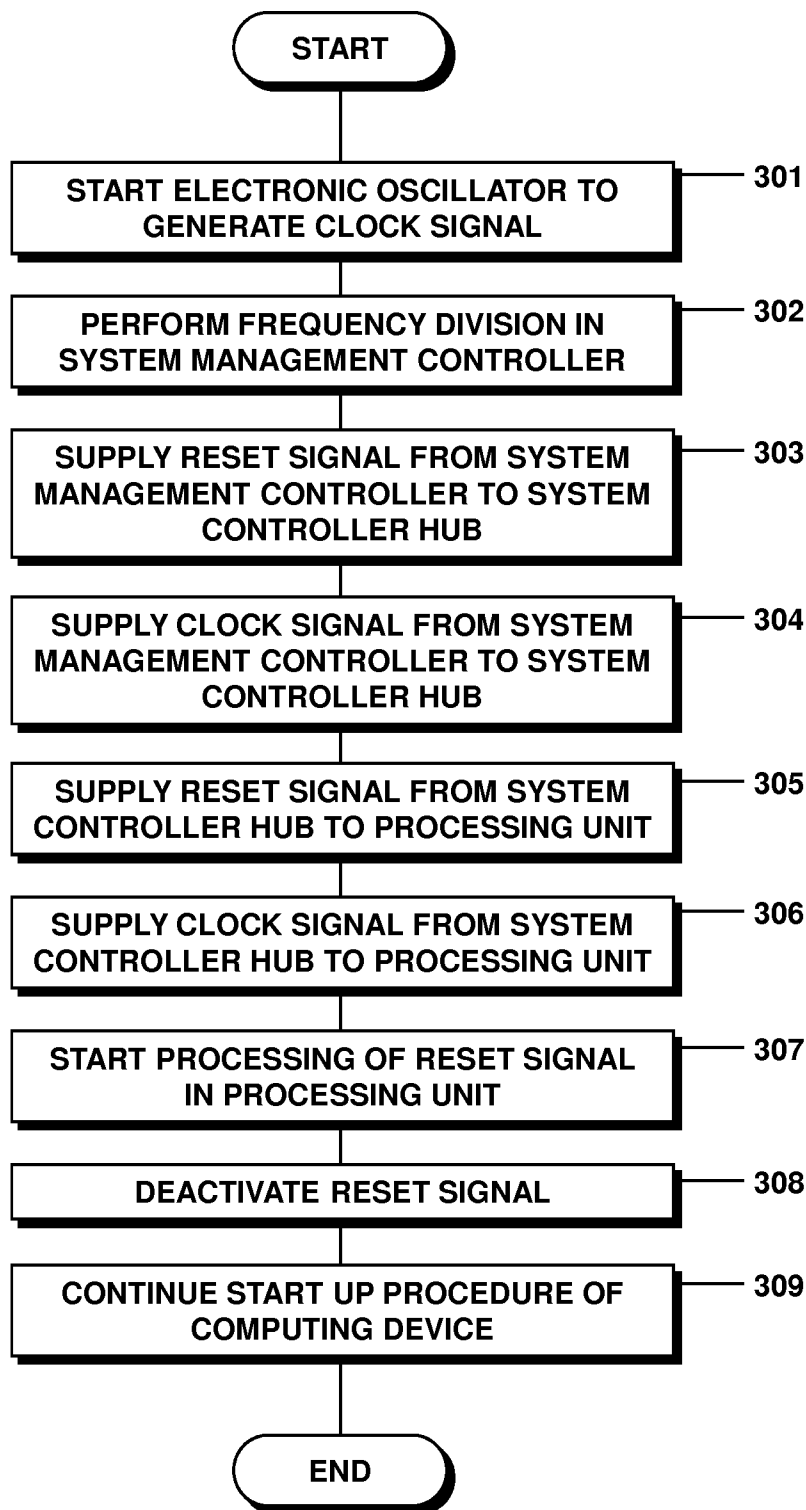 START
START ELECTRONIC OSCILLATOR TO
GENERATE CLOCK SIGNAL
301
PERFORM FREQUENCY DIVISION IN
SYSTEM MANAGEMENT CONTROLLER
302
SUPPLY RESET SIGNAL FROM SYSTEM
MANAGEMENT CONTROLLER TO SYSTEM
CONTROLLER HUB
303
SUPPLY CLOCK SIGNAL FROM SYSTEM
MANAGEMENT CONTROLLER TO SYSTEM
CONTROLLER HUB
304
SUPPLY RESET SIGNAL FROM SYSTEM
CONTROLLER HUB TO PROCESSING UNIT
305
SUPPLY CLOCK SIGNAL FROM SYSTEM
CONTROLLER HUB TO PROCESSING UNIT
306
START PROCESSING OF RESET SIGNAL
IN PROCESSING UNIT
307
DEACTIVATE RESET SIGNAL
308
CONTINUE START UP PROCEDURE OF
COMPUTING DEVICE
309
END